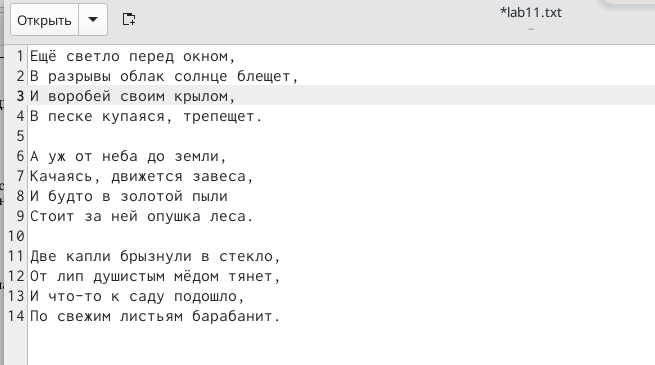 Открыть
*lab11.txt
~
1 Ещё светло перед окном,
2 В разрывы облак солнце блещет,
3 И воробей своим крылом,
4 В песке купаяся, трепещет.
5
6 А уж от неба до земли,
7 Качаясь, движется завеса,
8 И будто в золотой пыли
9 Стоит за ней опушка леса.
10
11 Две капли брызнули в стекло,
12 От лип душистым мёдом тянет,
13 И что-то к саду подошло,
14 По свежим листьям барабанит.